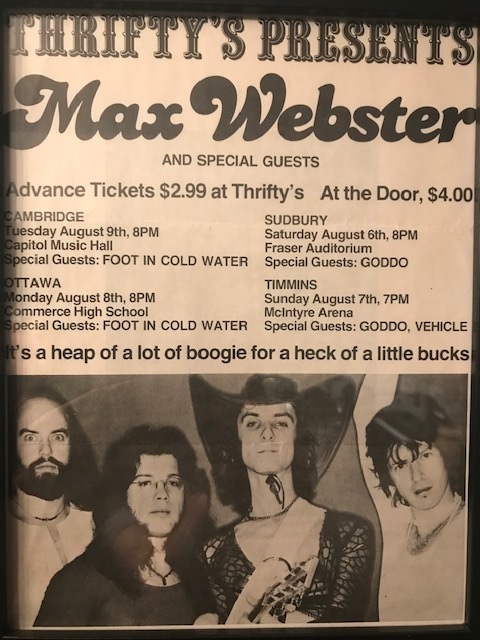 THRIFTY'S PRESENTS
Max Webster
AND SPECIAL GUESTS
Advance Tickets $2.99 at Thrifty's At the Door, $4.00
CAMBRIDGE
Tuesday August 9th, 8PM
Capitol Music Hall
Special Guests: FOOT IN COLD WATER
SUDBURY
Saturday August 6th, 8PM
Fraser Auditorium
Special Guests: GODDO
OTTAWA
Monday August 8th, 8PM
Commerce High School
Special Guests: FOOT IN COLD WATER
TIMMINS
Sunday August 7th, 7PM
McIntyre Arena
Special Guests: GODDO, VEHICLE
it's a heap of a lot of boogie for a heck of a little bucks